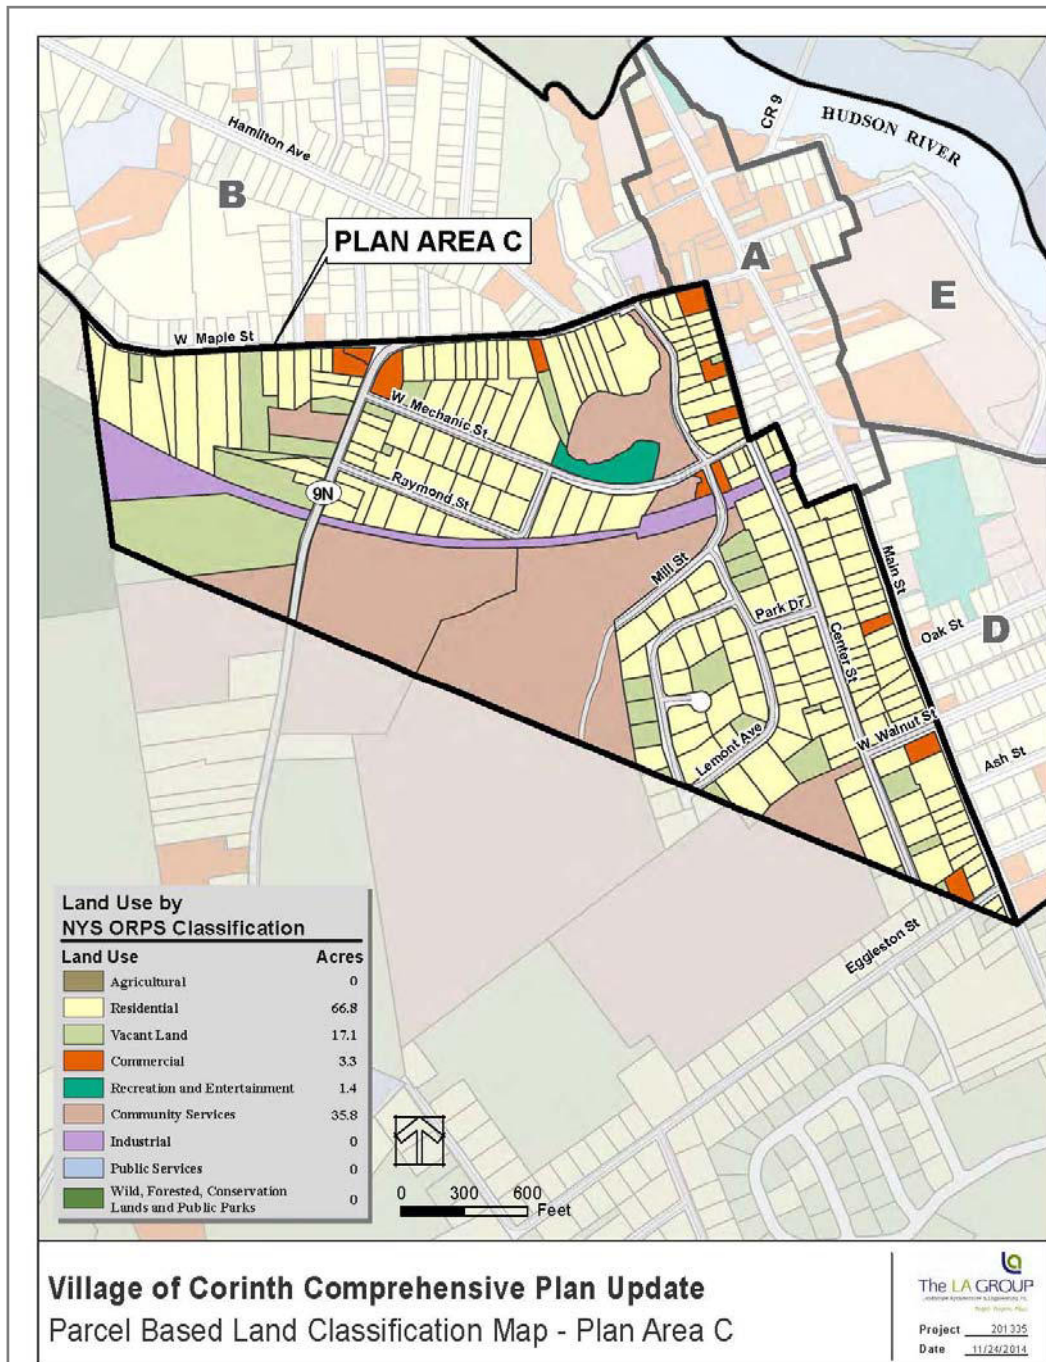 HUDSON RIVER
CR 9
Hamilton Ave
B
PLAN AREA C
A
E
W Maple St
W Mechanic St
9N
Raymond St
Mill St
Park Dr
Main St
Center St
Oak St
D
W Walnut St
Lemont Ave
Ash St
Eggleston St
Land Use by
NYS ORPS Classification
Land Use Acres
Agricultural 0
Residential 66.8
Vacant Land 17.1
Commercial 3.3
Recreation and Entertainment 1.4
Community Services 35.8
Industrial 0
Public Services 0
Wild, Forested, Conservation
Lands and Public Parks 0
0 300 600
Feet
Village of Corinth Comprehensive Plan Update
Parcel Based Land Classification Map - Plan Area C
The LA GROUP
Project 201335
Date 11/24/2014